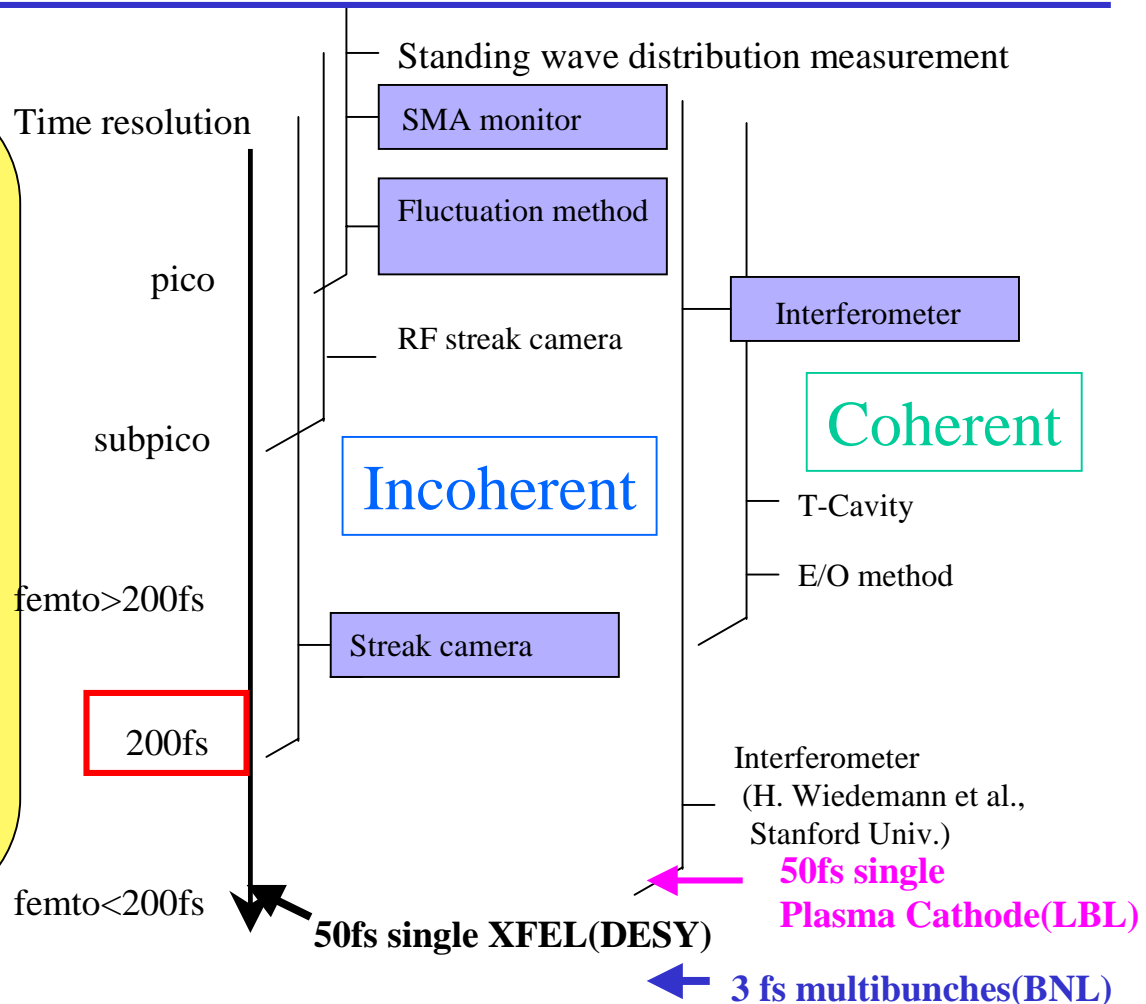 Standing wave distribution measurement
Time resolution
SMA monitor
Fluctuation method
pico
Interferometer
RF streak camera
Coherent
subpico
Incoherent
T-Cavity
E/O method
femto>200fs
Streak camera
200fs
Interferometer
(H. Wiedemann et al.,
Stanford Univ.)
50fs single
Plasma Cathode(LBL)
femto<200fs
50fs single XFEL(DESY)
3 fs multibunches(BNL)